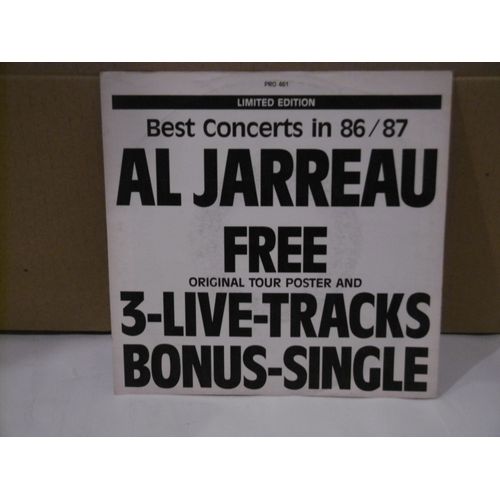 PRO 661
LIMITED EDITION
Best Concerts in 86/87
AL JARREAU
FREE
ORIGINAL TOUR POSTER AND
3-LIVE-TRACKS
BONUS-SINGLE